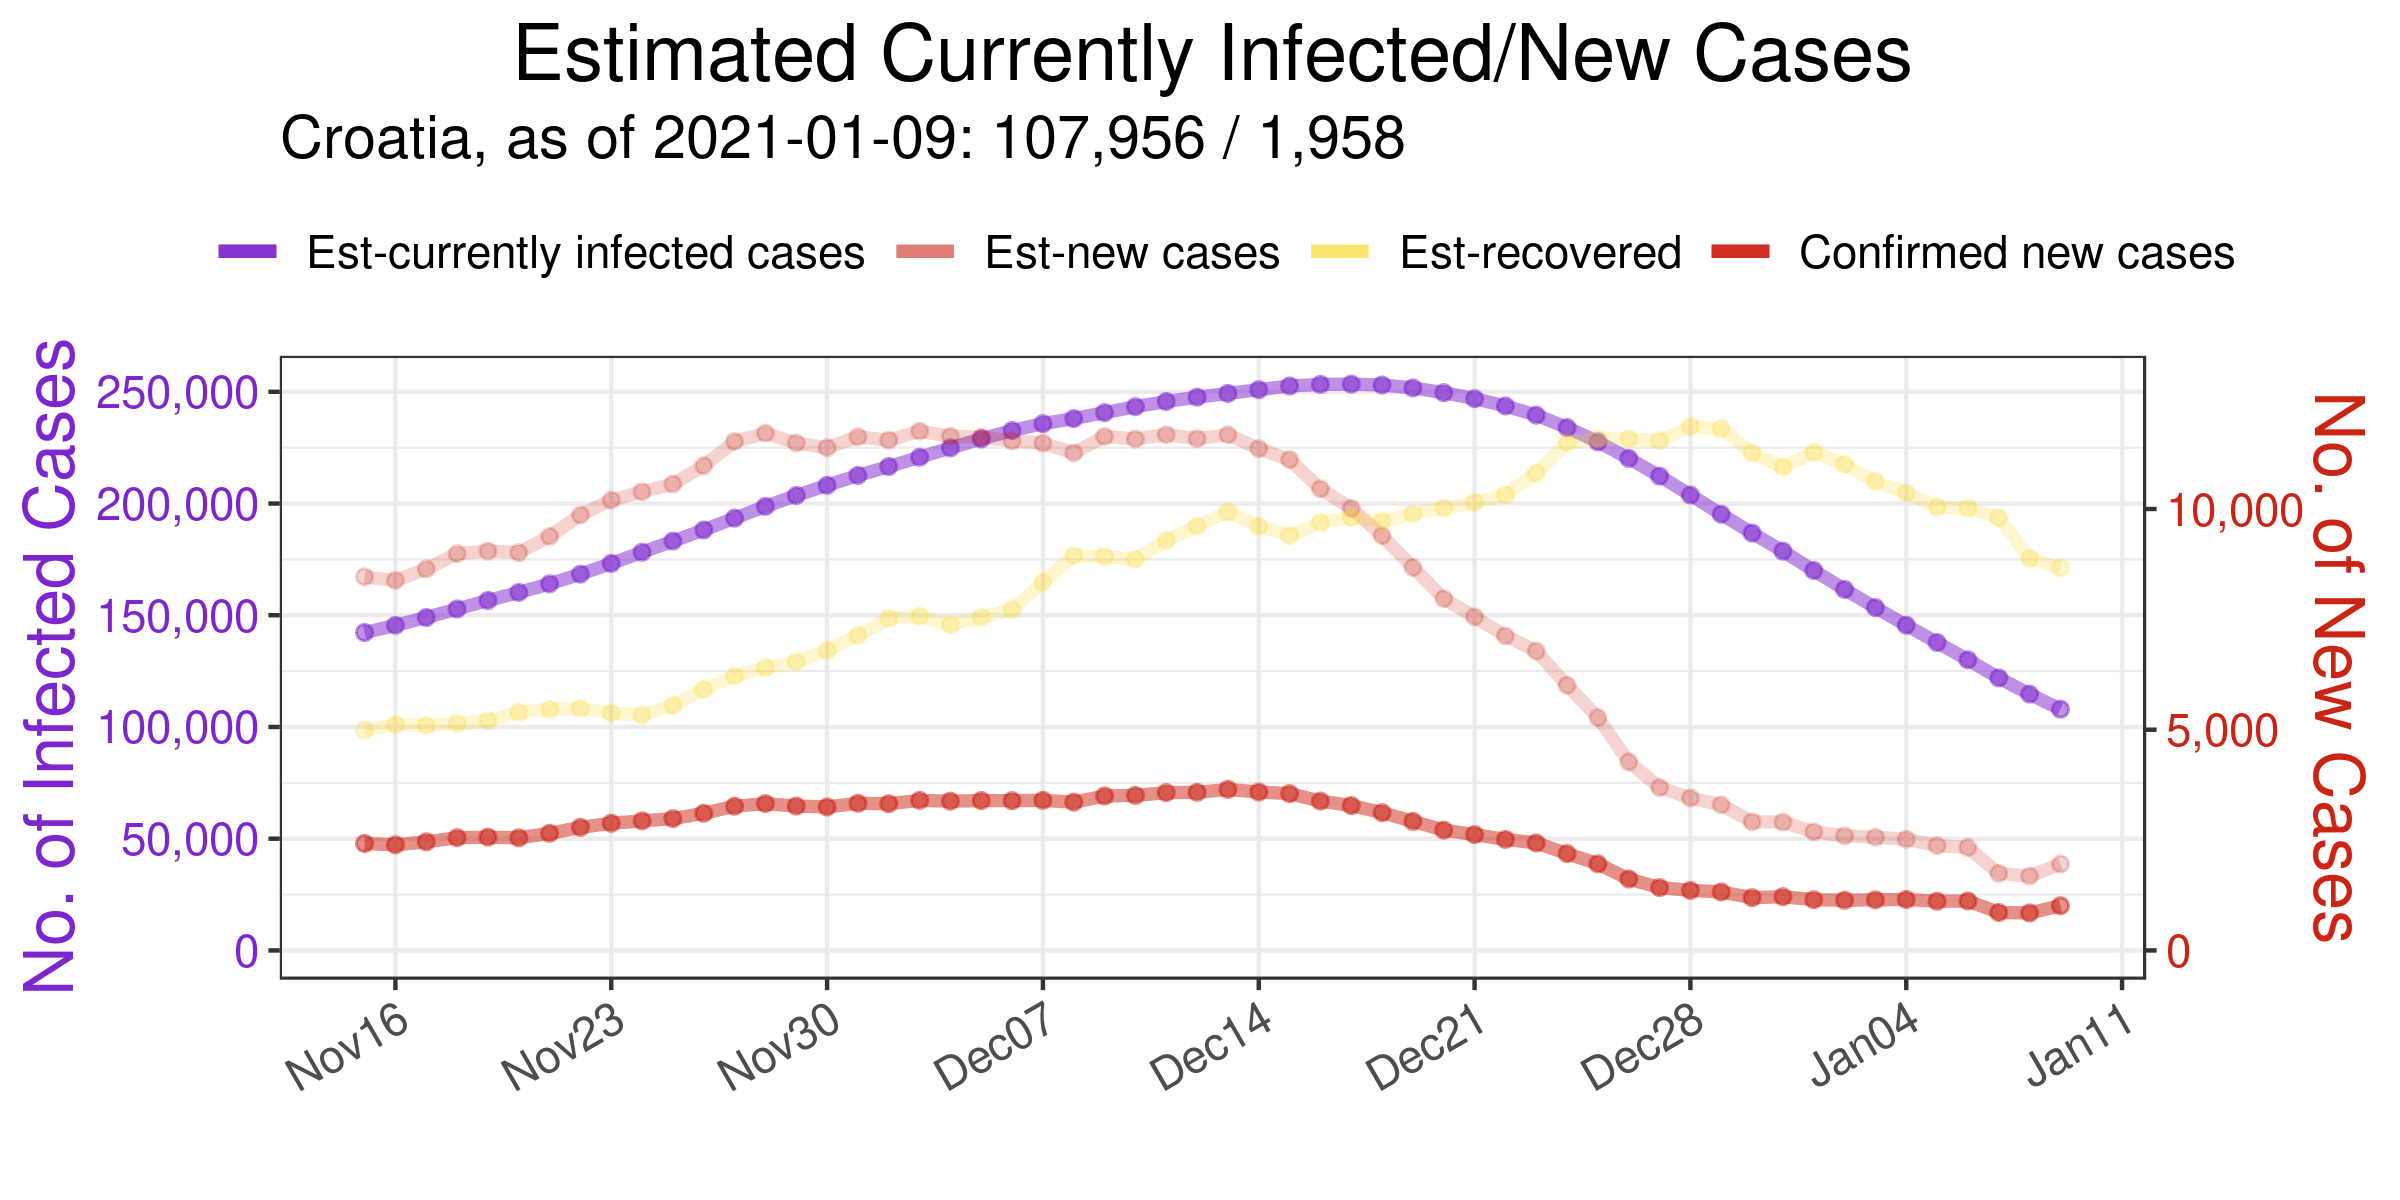 Estimated Currently Infected/New Cases
Croatia, as of 2021-01-09: 107,956 / 1,958
Est-currently infected cases Est-new cases Est-recovered Confirmed new cases
No. of Infected Cases
250,000
200,000
150,000
100,000
50,000
0
10,000
5,000
0
No. of New Cases
Nov16 Nov23 Nov30 Dec07 Dec14 Dec21 Dec28 Jan04 Jan11